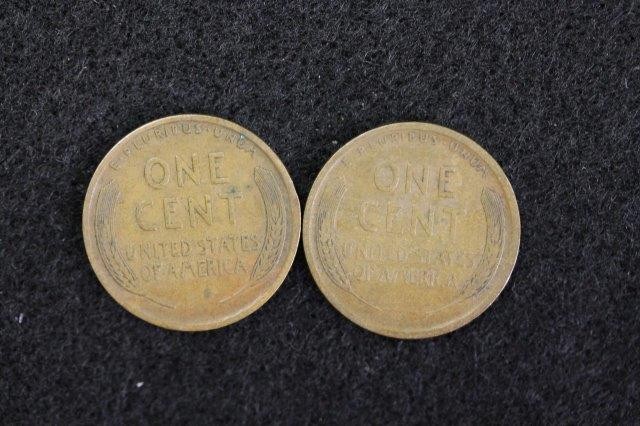 E·PLURIBUS·UNUM
ONE
CENT
UNITED STATES
OF AMERICA
E·PLURIBUS·UNUM
ONE
CENT
UNITED STATES
OF AMERICA